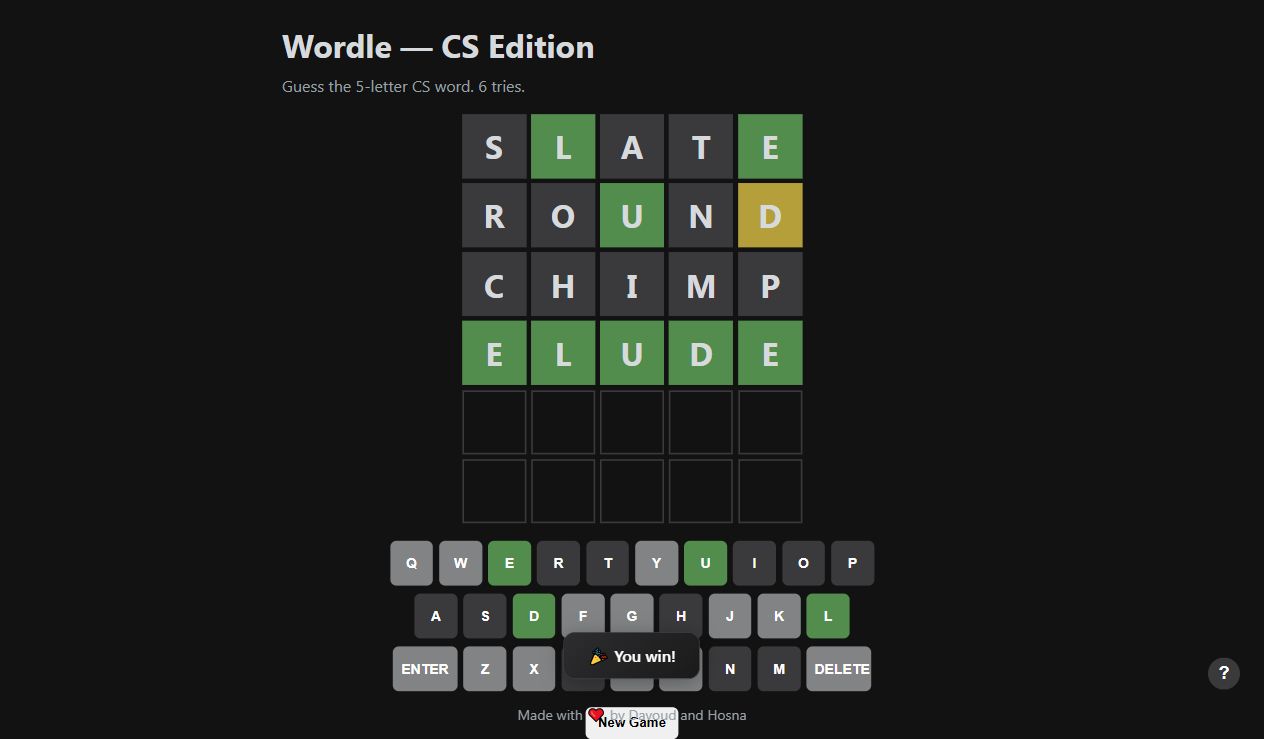 Wordle — CS Edition
Guess the 5-letter CS word. 6 tries.
S L A T E
R O U N D
C H I M P
E L U D E
Q W E R T Y U I O P
A S D F G H J K L
ENTER Z X N M DELETE
🎉 You win!
?
Made with ❤️ by Davoud and Hosna
New Game